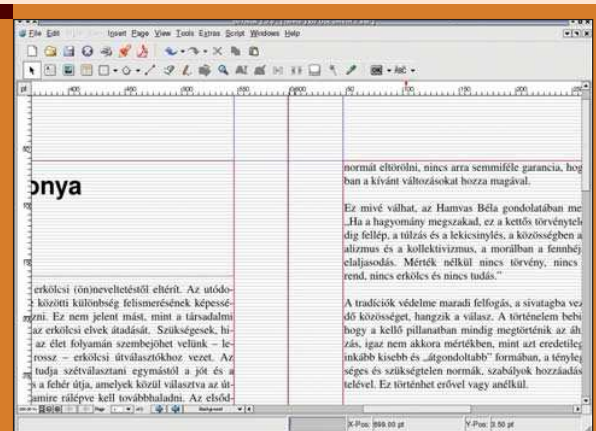 File Edit Insert Page View Tools Extras Script Windows Help
pt
onya
erkölcsi (ön)neveltetéstől eltérít. Az utódo-
közötti különbség felismerésének képessé-
zni. Ez nem jelent mást, mint a társadalmi
az erkölcsi elvek átadását. Szükségesek, hi-
az élet folyamán szembejöhet velünk – le-
rossz – erkölcsi útválasztókhoz vezet. Az
tudja szétválasztani egymástól a jót és a
s a fehér útja, amelyek közül választva az út-
amire rálépve kell továbbhaladni. Az elsőd-
normát eltörölni, nincs arra semmiféle garancia, hog
ban a kívánt változásokat hozza magával.
Ez mivé válhat, az Hamvas Béla gondolatában me
„Ha a hagyomány megszakad, ez a kettős törvénytele
dig fellép, a túlzás és a lekicsinylés, a közösségben a
alizmus és a kollektivizmus, a morálban a fennhéj
elaljasodás. Mérték nélkül nincs törvény, nincs
rend, nincs erkölcs és nincs tudás.”
A tradíciók védelme maradi felfogás, a sivatagba vez
dő közösséget, hangzik a válasz. A történelem bebi
hogy a kellő pillanatban mindig megtörténik az áh
zás, igaz nem akkora mértékben, mint azt eredetileg
inkább kisebb és „átgondoltabb” formában, a tényleg
séges és szükségtelen normák, szabályok hozzáadás
telével. Ez történhet erővel vagy anélkül.
X-Pos: 699.00 pt Y-Pos: 3.50 pt